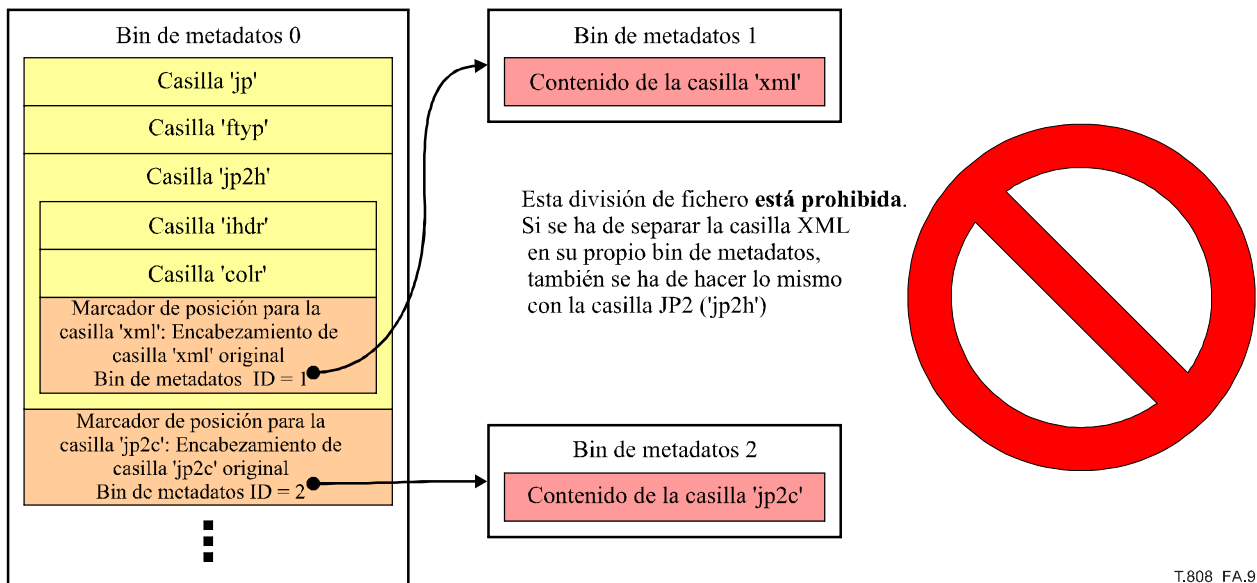 Bin de metadatos 0
Casilla 'jp'
Casilla 'ftyp'
Casilla 'jp2h'
Casilla 'ihdr'
Casilla 'colr'
Marcador de posición para la
casilla 'xml': Encabezamiento de
casilla 'xml' original
Bin de metadatos ID = 1
Marcador de posición para la
casilla 'jp2c': Encabezamiento de
casilla 'jp2c' original
Bin de metadatos ID = 2
Bin de metadatos 1
Contenido de la casilla 'xml'
Esta división de fichero está prohibida.
Si se ha de separar la casilla XML
en su propio bin de metadatos,
también se ha de hacer lo mismo
con la casilla JP2 ('jp2h')
Bin de metadatos 2
Contenido de la casilla 'jp2c'
T.808_FA.9